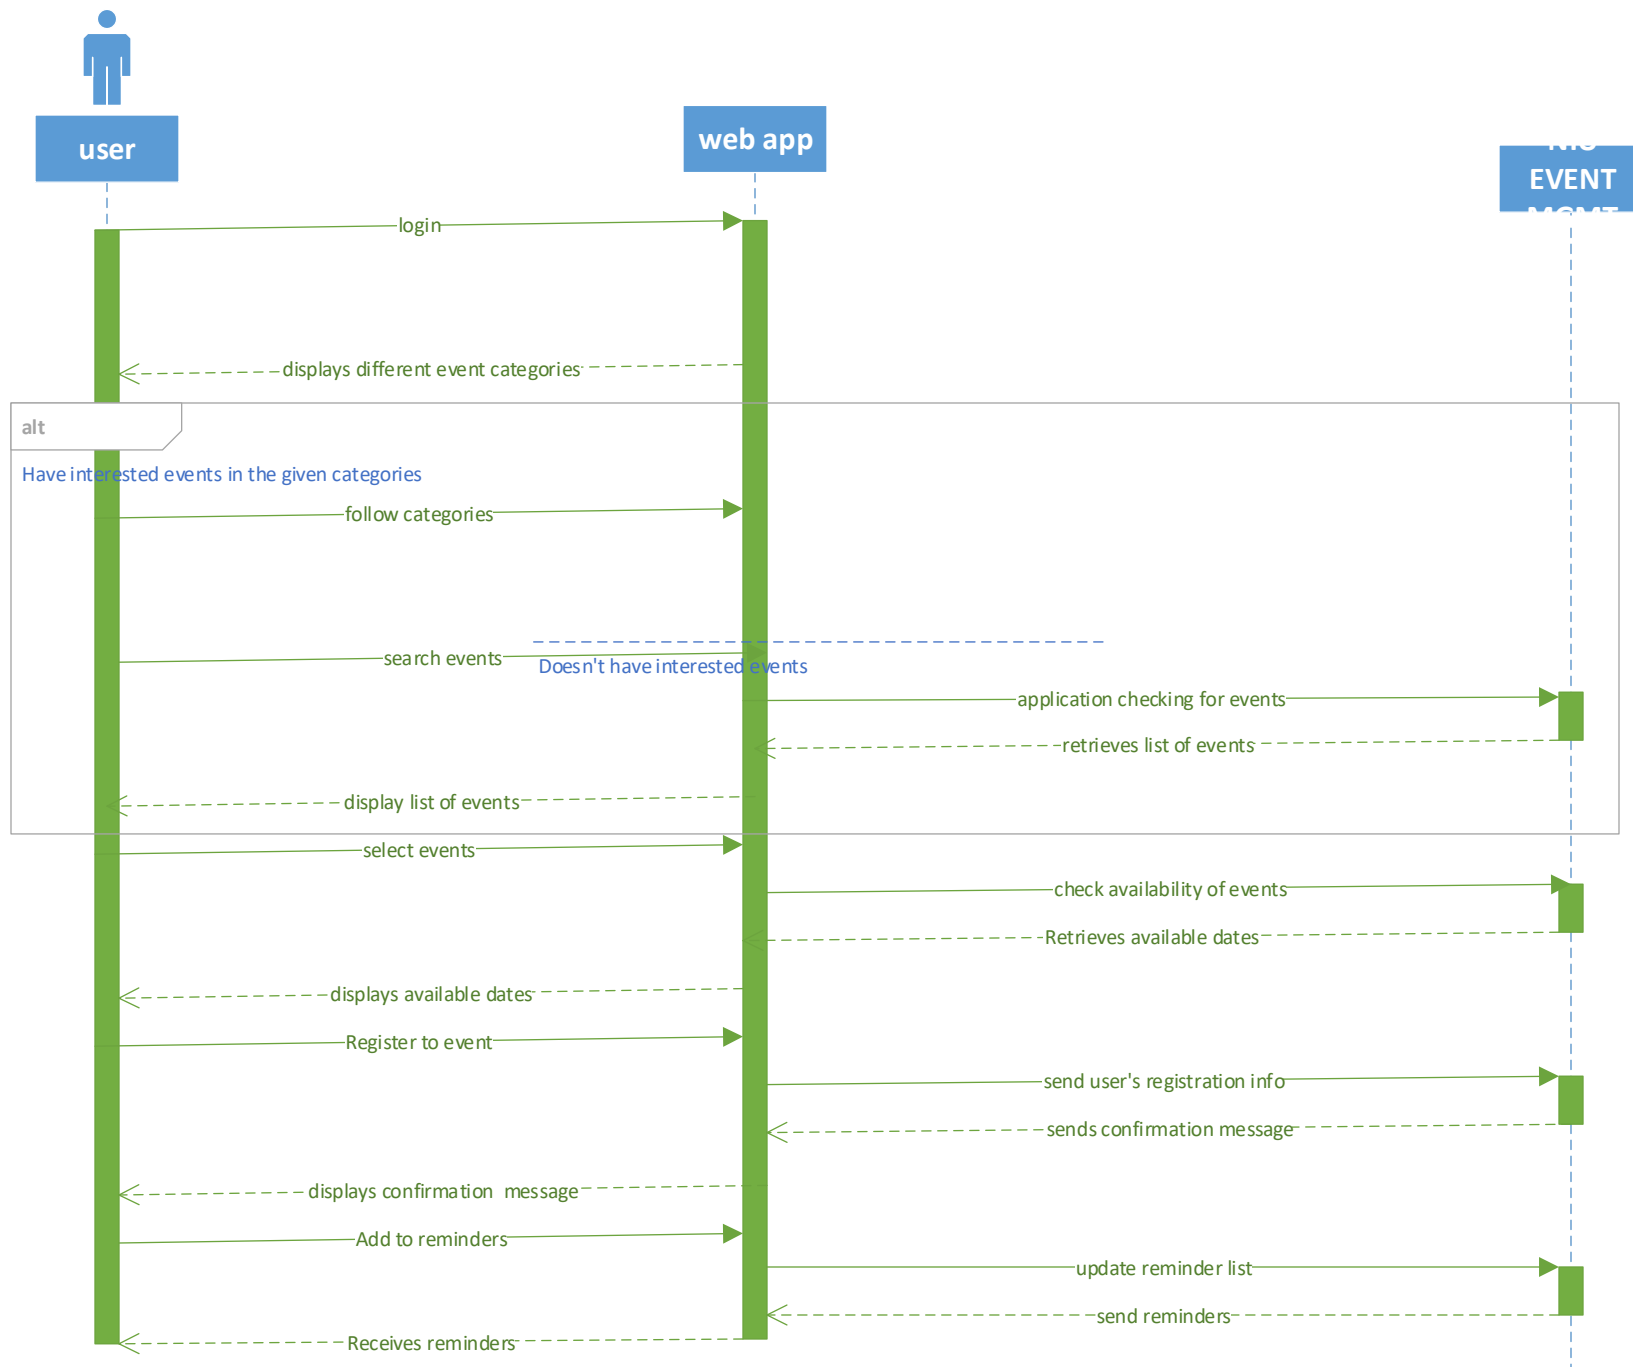 user
web app
EVENT
login
displays different event categories
alt
Have interested events in the given categories
follow categories
search events
Doesn't have interested events
application checking for events
retrieves list of events
display list of events
select events
check availability of events
Retrieves available dates
displays available dates
Register to event
send user's registration info
sends confirmation message
displays confirmation message
Add to reminders
update reminder list
send reminders
Receives reminders